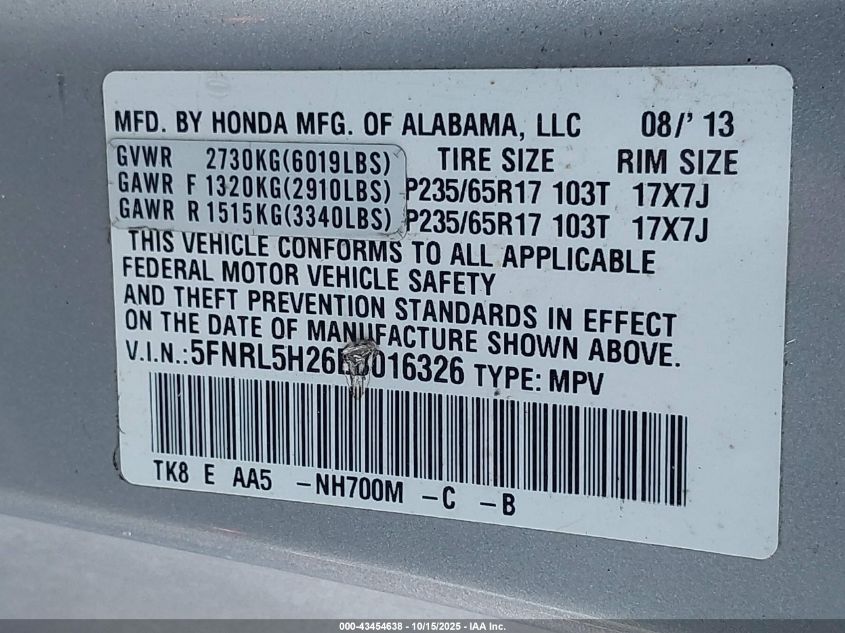 MFD. BY HONDA MFG. OF ALABAMA, LLC 08/'13
GVWR 2730KG(6019LBS) TIRE SIZE RIM SIZE
GAWR F 1320KG(2910LBS) P235/65R17 103T 17X7J
GAWR R 1515KG(3340LBS) P235/65R17 103T 17X7J
THIS VEHICLE CONFORMS TO ALL APPLICABLE
FEDERAL MOTOR VEHICLE SAFETY
AND THEFT PREVENTION STANDARDS IN EFFECT
ON THE DATE OF MANUFACTURE SHOWN ABOVE.
V.I.N.: TYPE: MPV
TK8 E AA5 -NH700M -C -B
000-43454638 - 10/15/2025 - IAA Inc.